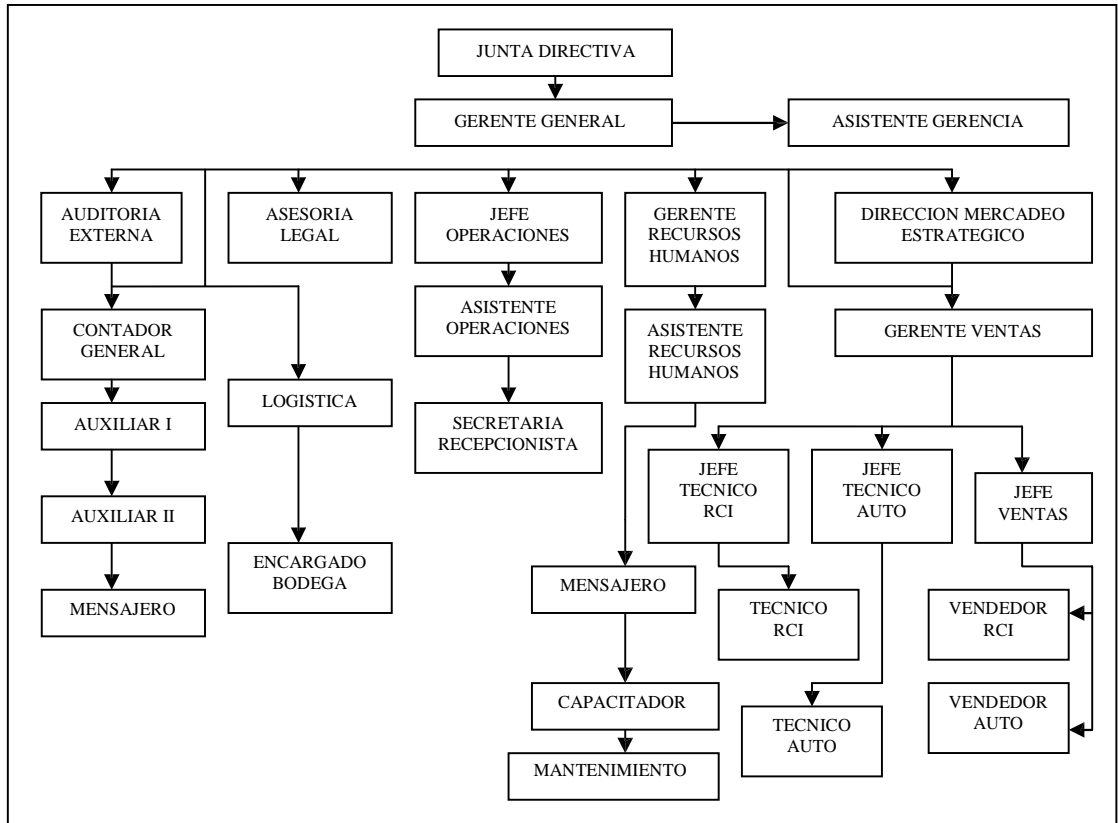 JUNTA DIRECTIVA
GERENTE GENERAL
ASISTENTE GERENCIA
AUDITORIA
EXTERNA
ASESORIA
LEGAL
JEFE
OPERACIONES
GERENTE
RECURSOS
HUMANOS
DIRECCION MERCADEO
ESTRATEGICO
CONTADOR
GENERAL
ASISTENTE
OPERACIONES
ASISTENTE
RECURSOS
HUMANOS
GERENTE VENTAS
AUXILIAR I
LOGISTICA
SECRETARIA
RECEPCIONISTA
JEFE
TECNICO
RCI
JEFE
TECNICO
AUTO
JEFE
VENTAS
AUXILIAR II
ENCARGADO
BODEGA
MENSAJERO
MENSAJERO
TECNICO
RCI
VENDEDOR
RCI
CAPACITADOR
TECNICO
AUTO
VENDEDOR
AUTO
MANTENIMIENTO